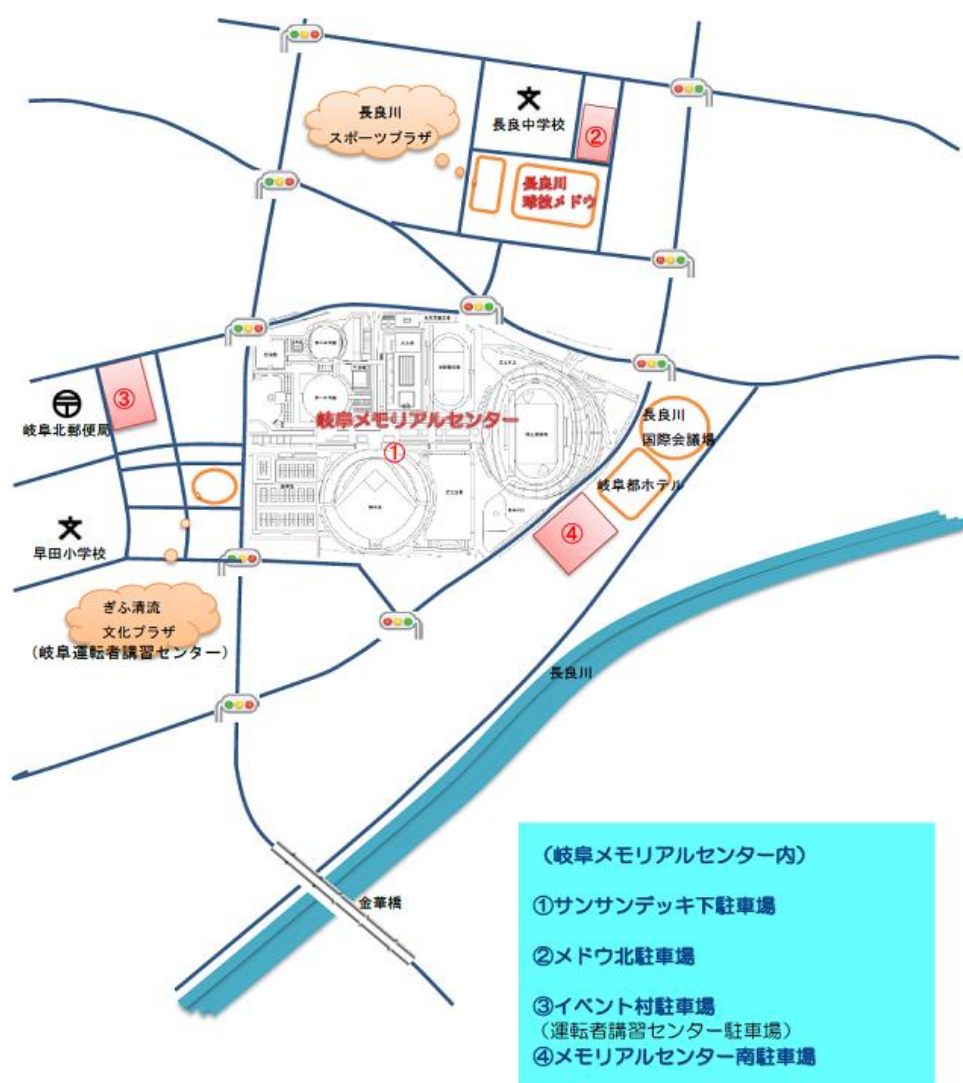 長良川
スポーツプラザ
長良中学校
②
長良川
球技メドウ
③
岐阜北郵便局
岐阜メモリアルセンター
①
長良川
国際会議場
岐阜都ホテル
④
早田小学校
ぎふ清流
文化プラザ
（岐阜運転者講習センター）
長良川
金華橋
（岐阜メモリアルセンター内）
①サンサンデッキ下駐車場
②メドウ北駐車場
③イベント村駐車場
（運転者講習センター駐車場）
④メモリアルセンター南駐車場